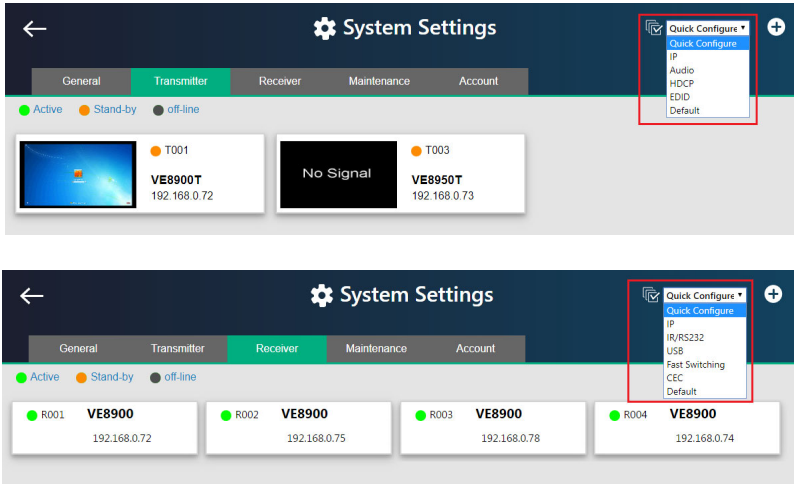 System Settings
Quick Configure
Quick Configure
IP
Audio
HDCP
EDID
Default
General Transmitter Receiver Maintenance Account
Active Stand-by off-line
T001
VE8900T
192.168.0.72
No Signal
T003
VE8950T
192.168.0.73
System Settings
Quick Configure
Quick Configure
IP
IR/RS232
USB
Fast Switching
CEC
Default
General Transmitter Receiver Maintenance Account
Active Stand-by off-line
R001 VE8900 R002 VE8900 R003 VE8900 R004 VE8900
192.168.0.72 192.168.0.75 192.168.0.78 192.168.0.74